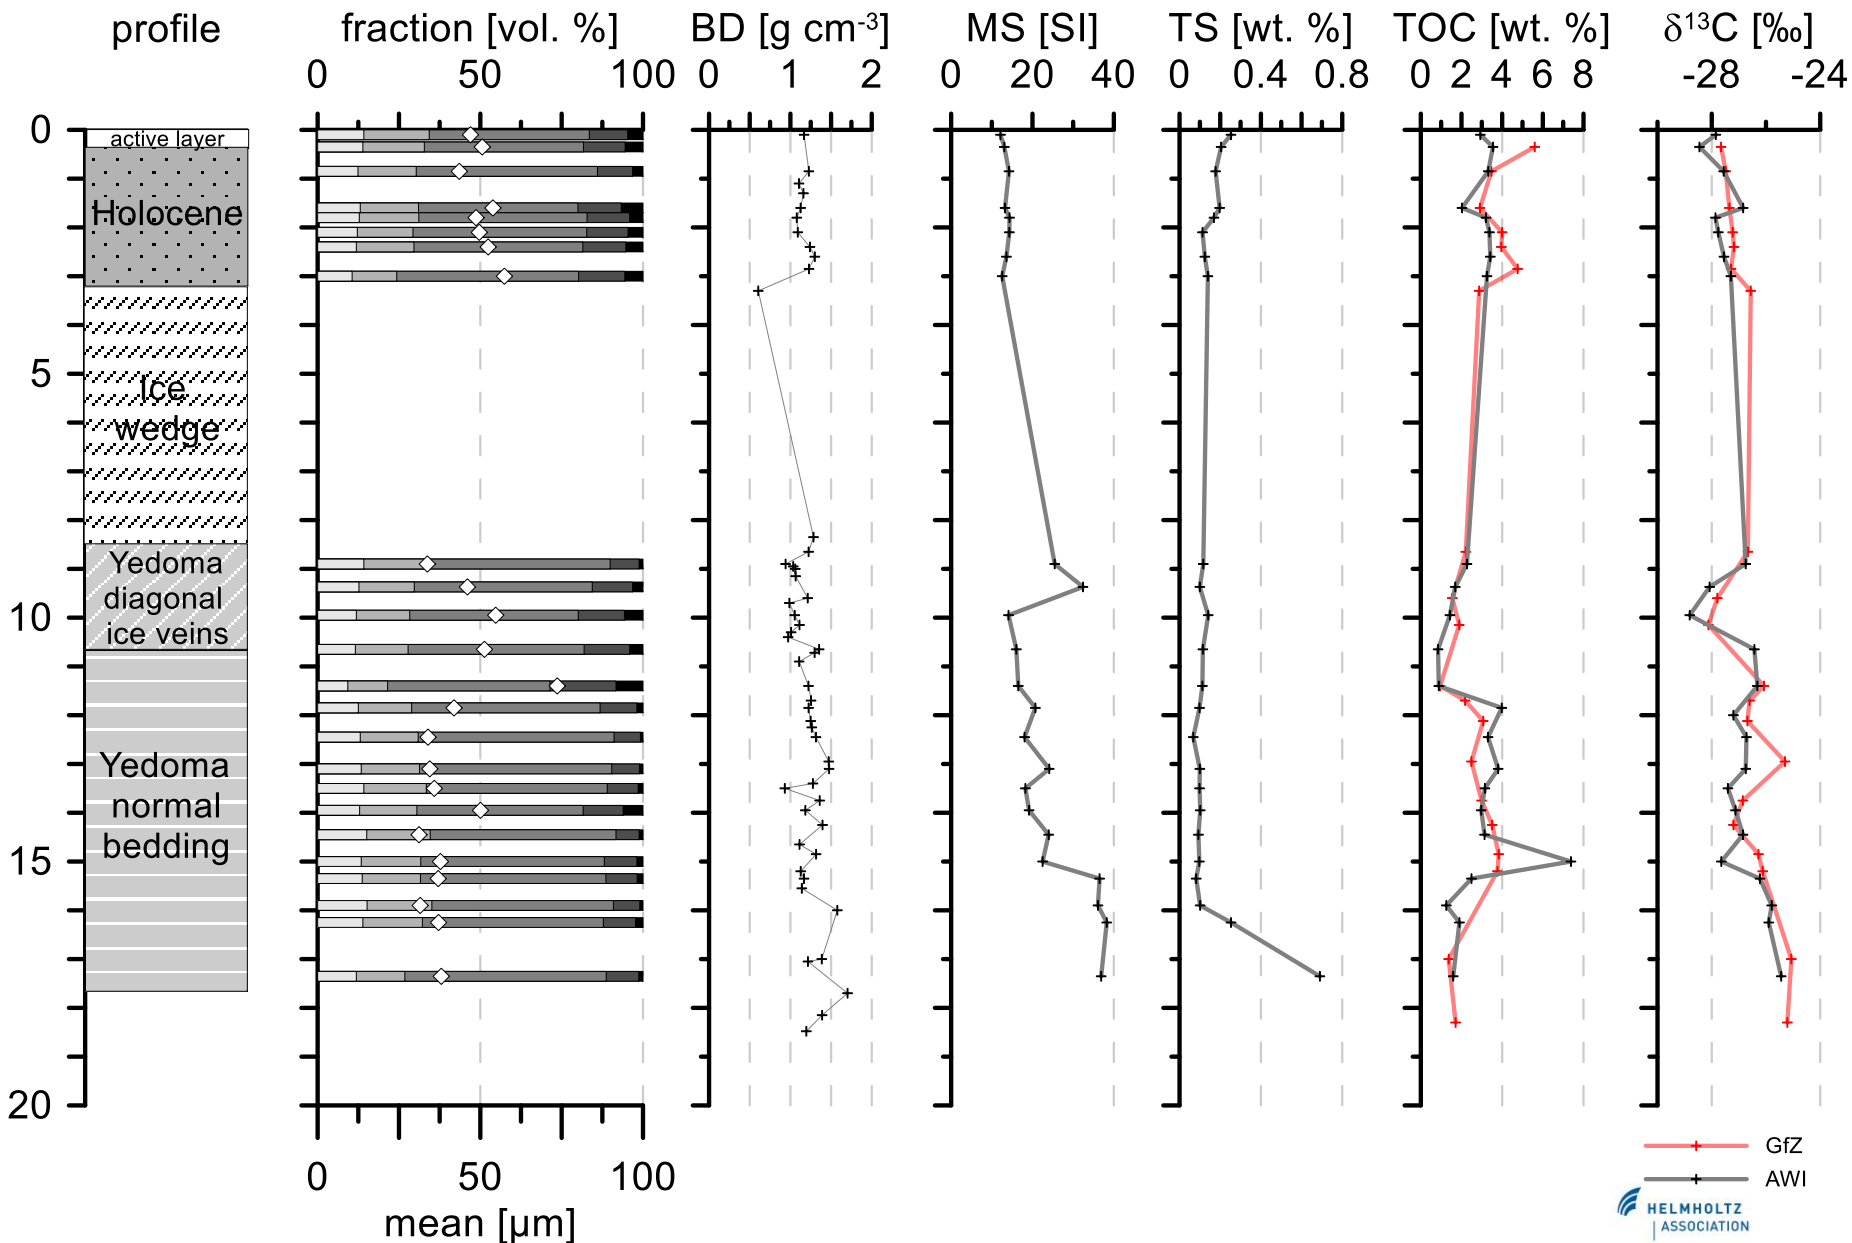 profile
fraction [vol. %]
BD [g cm-3]
MS [SI]
TS [wt. %]
TOC [wt. %]
δ13C [‰]
0 50 100
0 1 2
0 20 40
0 0.4 0.8
0 2 4 6 8
-28 -24
0
5
10
15
20
active layer
Holocene
Ice
wedge
Yedoma
diagonal
ice veins
Yedoma
normal
bedding
0 50 100
mean [µm]
GfZ
AWI
HELMHOLTZ
ASSOCIATION